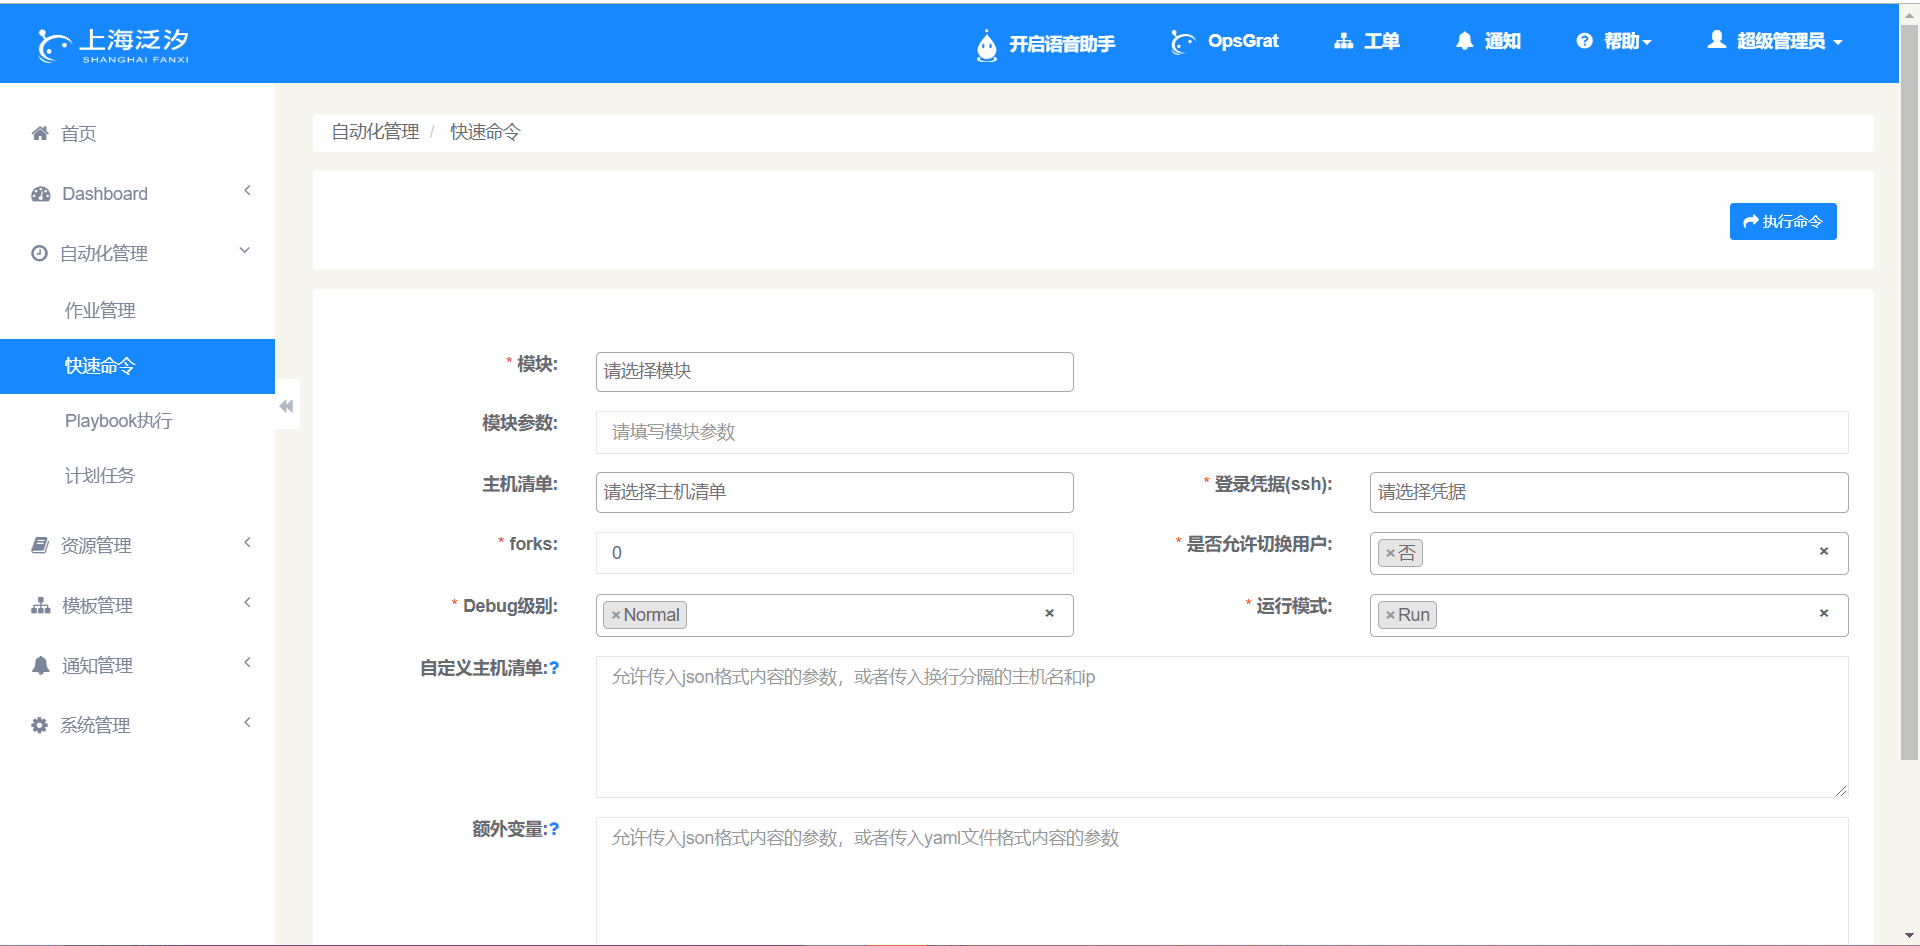 上海泛汐
SHANGHAI FANXI
开启语音助手
OpsGrat
工单
通知
帮助
超级管理员
首页
Dashboard
自动化管理
作业管理
快速命令
Playbook执行
计划任务
资源管理
模板管理
通知管理
系统管理
自动化管理 / 快速命令
执行命令
* 模块:
请选择模块
模块参数:
请填写模块参数
主机清单:
请选择主机清单
* 登录凭据(ssh):
请选择凭据
* forks:
0
* 是否允许切换用户:
×否 ×
* Debug级别:
×Normal ×
* 运行模式:
×Run ×
自定义主机清单:?
允许传入json格式内容的参数，或者传入换行分隔的主机名和ip
额外变量:?
允许传入json格式内容的参数，或者传入yaml文件格式内容的参数